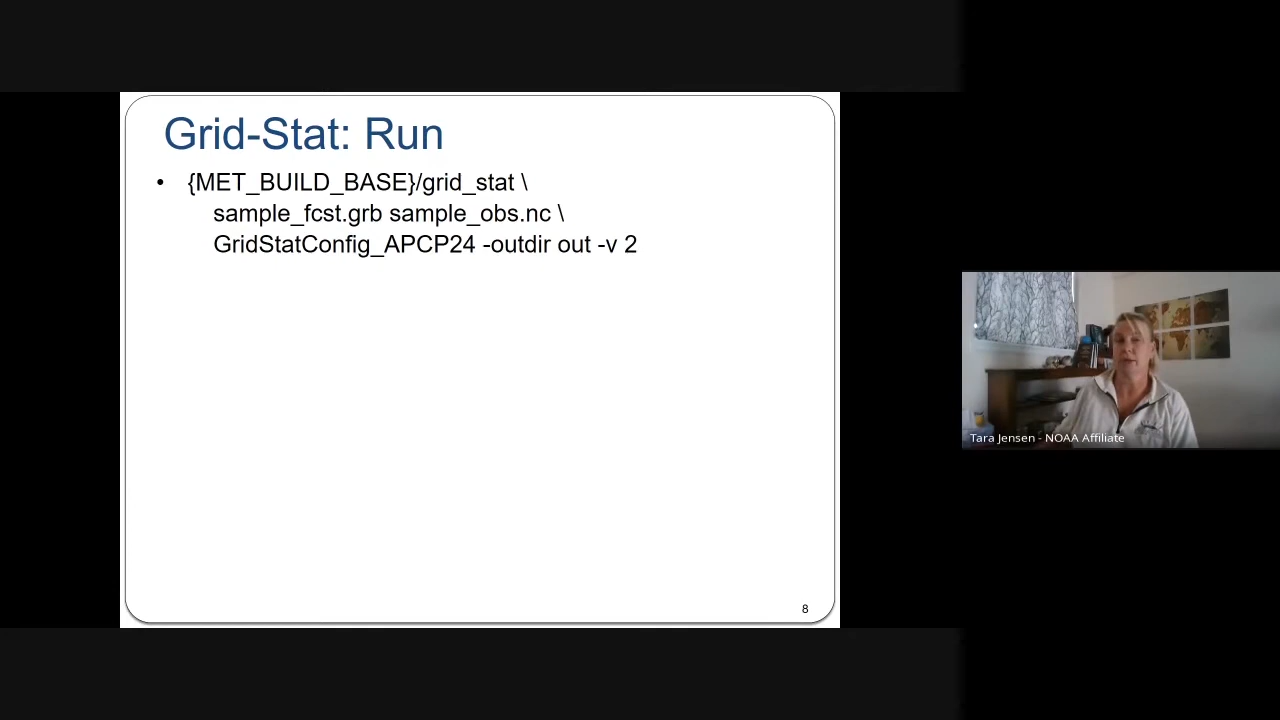 Grid-Stat: Run
• {MET_BUILD_BASE}/grid_stat \
sample_fcst.grb sample_obs.nc \
GridStatConfig_APCP24 -outdir out -v 2
8
Tara Jensen - NOAA Affiliate